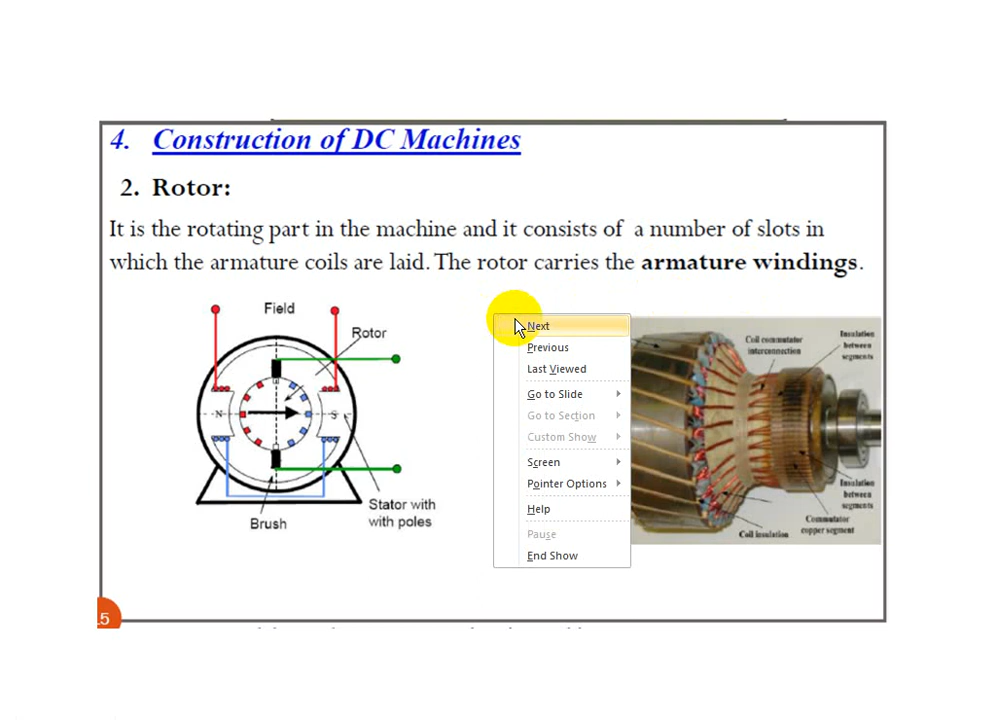 4. Construction of DC Machines
2. Rotor:
It is the rotating part in the machine and it consists of a number of slots in
which the armature coils are laid. The rotor carries the armature windings.
Field
Rotor
N
S
Stator with
with poles
Brush
Next
Previous
Last Viewed
Go to Slide
Go to Section
Custom Show
Screen
Pointer Options
Help
Pause
End Show
Coil commutator
interconnection
Insulation
between
segments
Insulation
between
segments
Commutator
copper segment
Coil insulation
.5